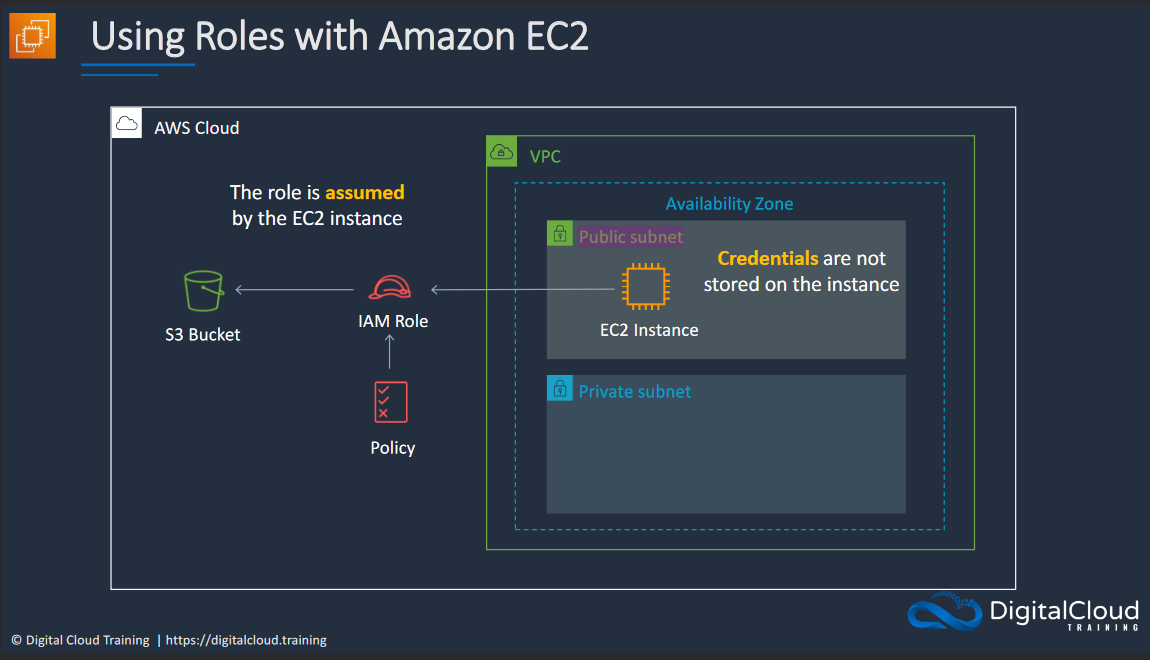 Using Roles with Amazon EC2
AWS Cloud
The role is assumed
by the EC2 instance
S3 Bucket
IAM Role
Policy
VPC
Availability Zone
Public subnet
Credentials are not
stored on the instance
EC2 Instance
Private subnet
DigitalCloud
TRAINING
© Digital Cloud Training | https://digitalcloud.training